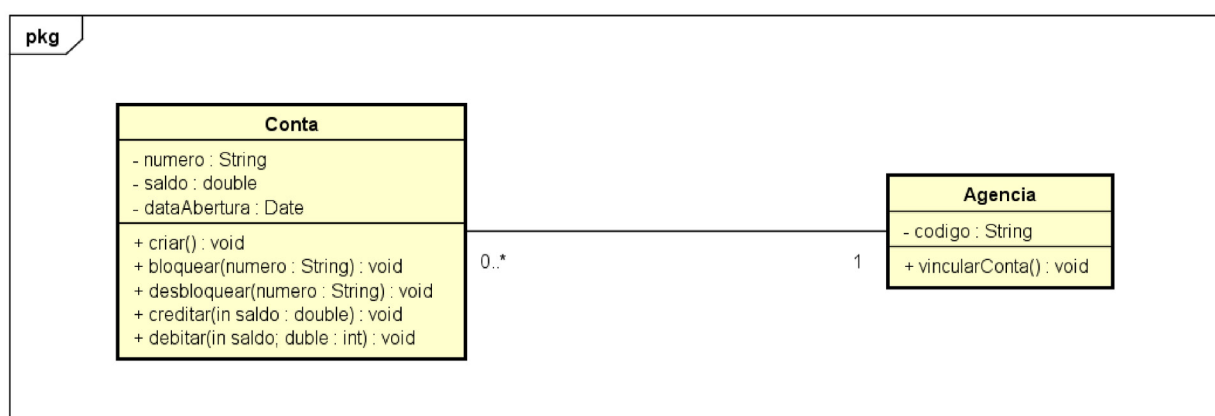 pkg
Conta
- numero : String
- saldo : double
- dataAbertura : Date
+ criar() : void
+ bloquear(numero : String) : void
+ desbloquear(numero : String) : void
+ creditar(in saldo : double) : void
+ debitar(in saldo; duble : int) : void
0..*
1
Agencia
- codigo : String
+ vincularConta() : void